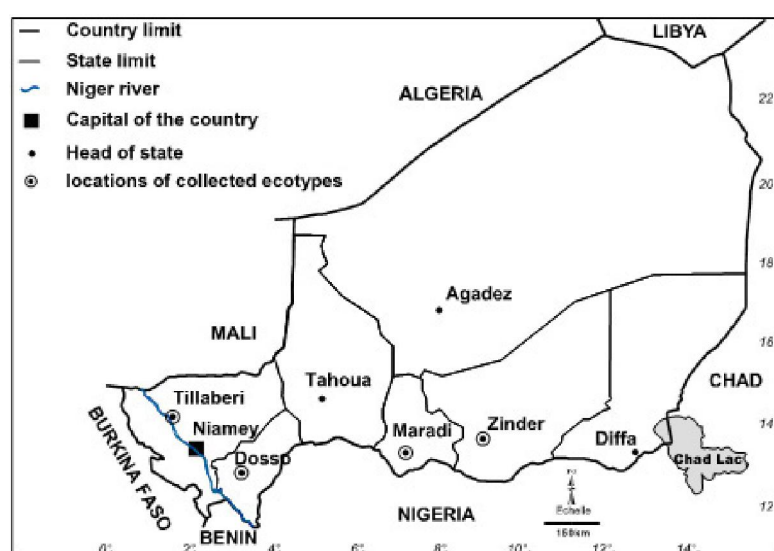 Country limit
State limit
Niger river
Capital of the country
Head of state
locations of collected ecotypes
LIBYA
ALGERIA
22°
20°
18°
Agadez
MALI
16°
Tahoua
CHAD
Tillaberi
Niamey
Maradi
Zinder
14°
BURKINA FASO
Dosso
Diffa
Chad Lac
NIGERIA
Echelle
150km
12°
BENIN
0° 2° 4° 6° 8° 10° 12° 14°